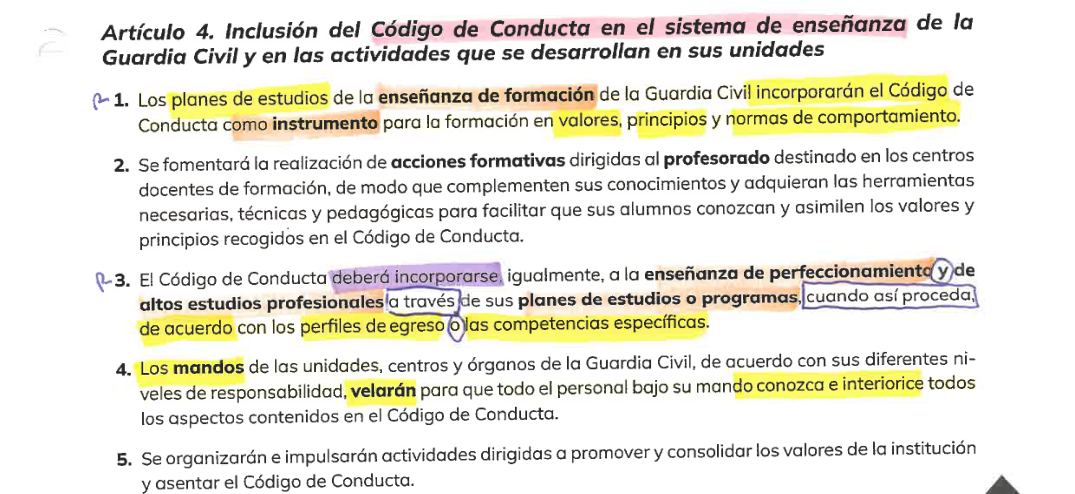 Artículo 4. Inclusión del Código de Conducta en el sistema de enseñanza de la
Guardia Civil y en las actividades que se desarrollan en sus unidades
1. Los planes de estudios de la enseñanza de formación de la Guardia Civil incorporarán el Código de
Conducta como instrumento para la formación en valores, principios y normas de comportamiento.
2. Se fomentará la realización de acciones formativas dirigidas al profesorado destinado en los centros
docentes de formación, de modo que complementen sus conocimientos y adquieran las herramientas
necesarias, técnicas y pedagógicas para facilitar que sus alumnos conozcan y asimilen los valores y
principios recogidos en el Código de Conducta.
3. El Código de Conducta deberá incorporarse, igualmente, a la enseñanza de perfeccionamiento y de
altos estudios profesionales a través de sus planes de estudios o programas, cuando así proceda,
de acuerdo con los perfiles de egreso o las competencias específicas.
4. Los mandos de las unidades, centros y órganos de la Guardia Civil, de acuerdo con sus diferentes ni-
veles de responsabilidad, velarán para que todo el personal bajo su mando conozca e interiorice todos
los aspectos contenidos en el Código de Conducta.
5. Se organizarán e impulsarán actividades dirigidas a promover y consolidar los valores de la institución
y asentar el Código de Conducta.